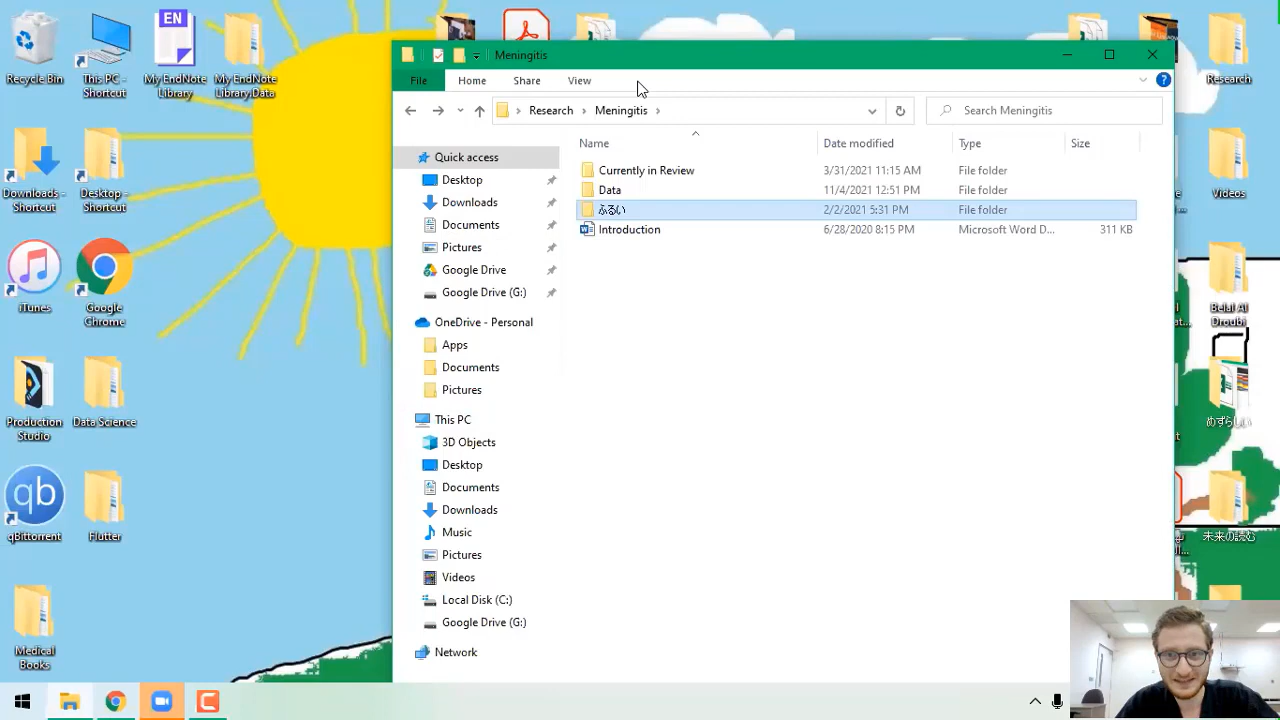 Recycle Bin
This PC -
Shortcut
EN
My EndNote
Library
My EndNote
Library.Data
Meningitis
File
Home
Share
View
Research
Meningitis
Search Meningitis
Name
Date modified
Type
Size
Currently in Review
3/31/2021 11:15 AM
File folder
Data
11/4/2021 12:51 PM
File folder
ふるい
2/2/2021 5:31 PM
File folder
Introduction
6/28/2020 8:15 PM
Microsoft Word D...
311 KB
Quick access
Desktop
Downloads
Documents
Pictures
Google Drive
Google Drive (G:)
OneDrive - Personal
Apps
Documents
Pictures
This PC
3D Objects
Desktop
Documents
Downloads
Music
Pictures
Videos
Local Disk (C:)
Google Drive (G:)
Network
Downloads -
Shortcut
Desktop -
Shortcut
iTunes
Google
Chrome
Production
Studio
Data Science
qb
qBittorrent
Flutter
Medical
Books
Research
Videos
Belal Al
Droubi
めずらしい
未来の読む